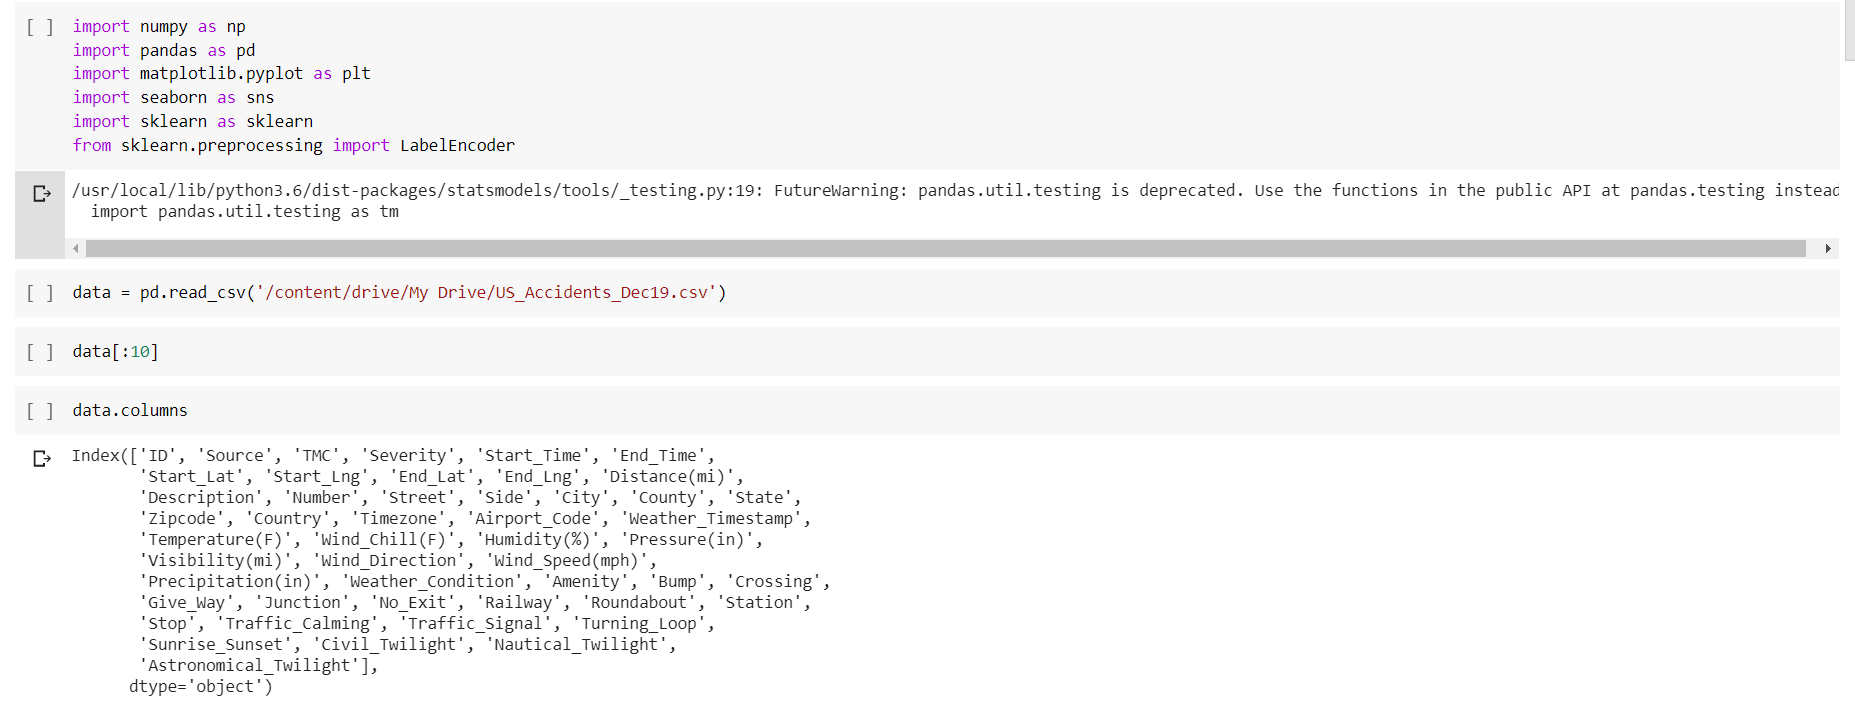 [ ] import numpy as np
import pandas as pd
import matplotlib.pyplot as plt
import seaborn as sns
import sklearn as sklearn
from sklearn.preprocessing import LabelEncoder
/usr/local/lib/python3.6/dist-packages/statsmodels/tools/_testing.py:19: FutureWarning: pandas.util.testing is deprecated. Use the functions in the public API at pandas.testing instead
  import pandas.util.testing as tm
[ ] data = pd.read_csv('/content/drive/My Drive/US_Accidents_Dec19.csv')
[ ] data[:10]
[ ] data.columns
Index(['ID', 'Source', 'TMC', 'Severity', 'Start_Time', 'End_Time',
       'Start_Lat', 'Start_Lng', 'End_Lat', 'End_Lng', 'Distance(mi)',
       'Description', 'Number', 'Street', 'Side', 'City', 'County', 'State',
       'Zipcode', 'Country', 'Timezone', 'Airport_Code', 'Weather_Timestamp',
       'Temperature(F)', 'Wind_Chill(F)', 'Humidity(%)', 'Pressure(in)',
       'Visibility(mi)', 'Wind_Direction', 'Wind_Speed(mph)',
       'Precipitation(in)', 'Weather_Condition', 'Amenity', 'Bump', 'Crossing',
       'Give_Way', 'Junction', 'No_Exit', 'Railway', 'Roundabout', 'Station',
       'Stop', 'Traffic_Calming', 'Traffic_Signal', 'Turning_Loop',
       'Sunrise_Sunset', 'Civil_Twilight', 'Nautical_Twilight',
       'Astronomical_Twilight'],
      dtype='object')